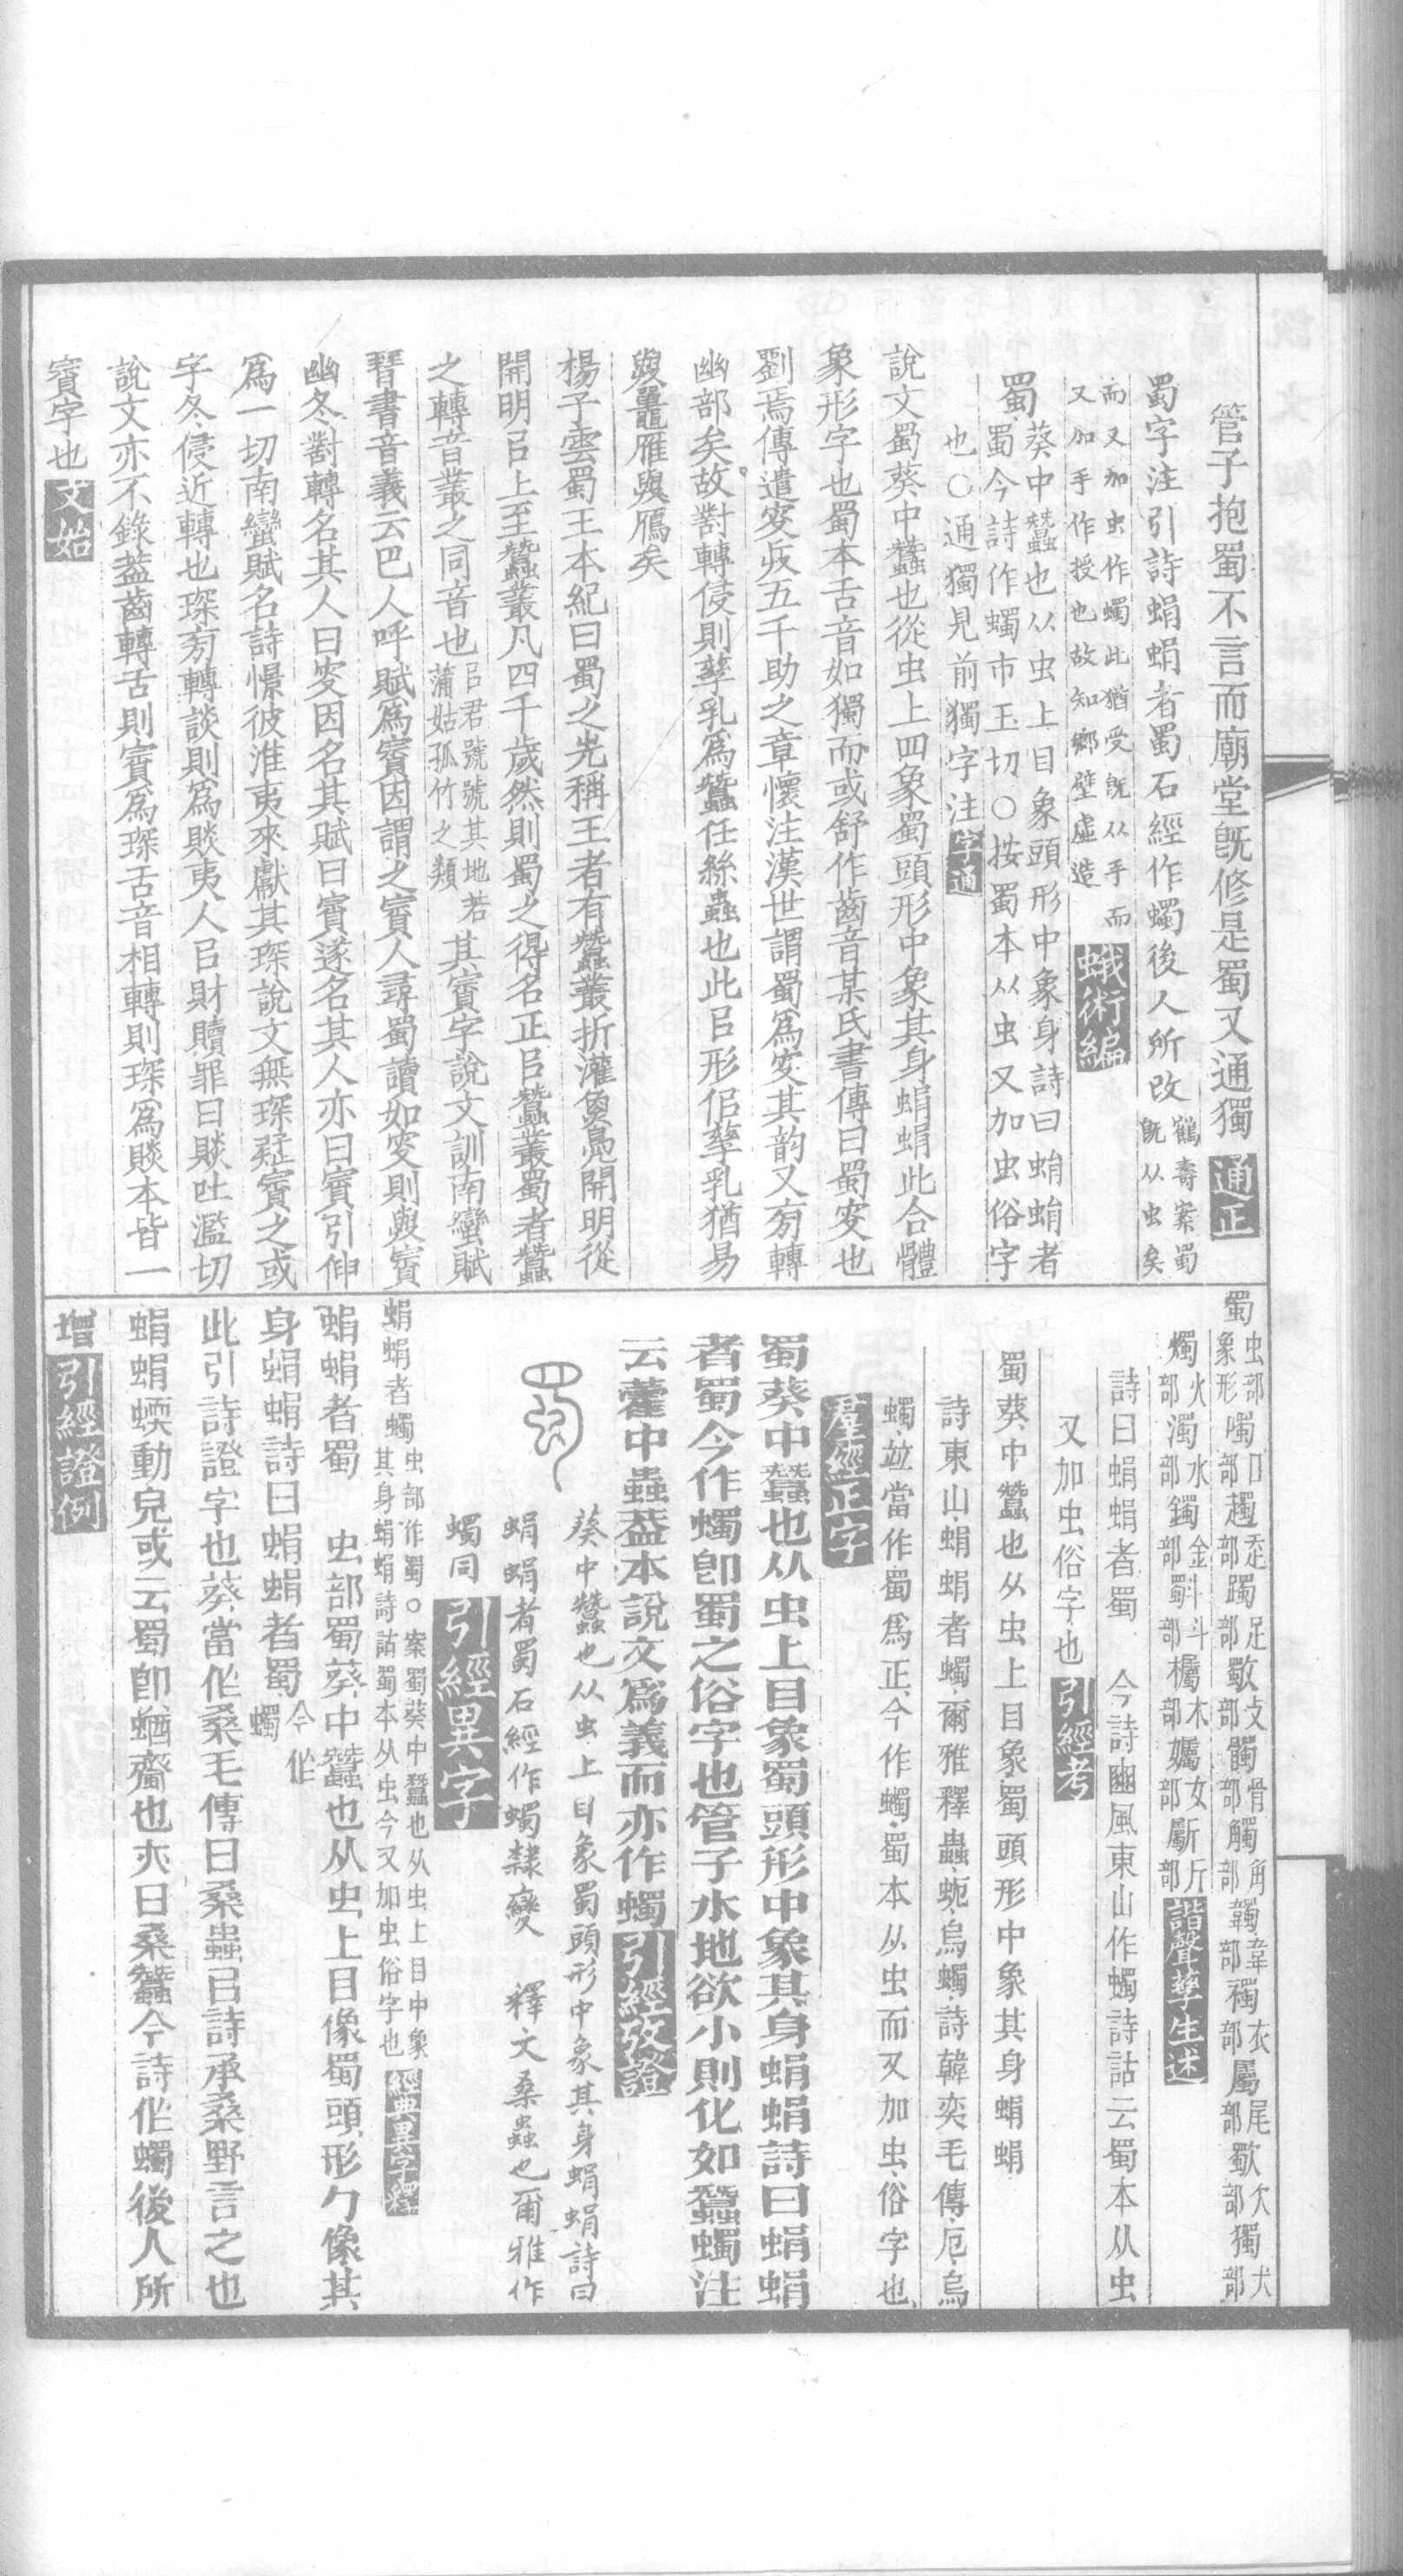 管子抱蜀不言而廟堂旣修是蜀又通獨 通正
蜀字注引詩蜎蜎者蜀石經作蠋後人所改 鶴壽案蜀旣从虫矣
而又加虫作蠋此猶受旣从手而又加手作授也故知鄉壁虛造 蛾術編
蜀 葵中蠶也从虫上目象頭形中象身詩曰蛸蛸者
蜀今詩作蠋市玉切○按蜀本从虫又加虫俗字
也○通獨見前獨字注 字通
說文蜀葵中蠶也從虫上四象蜀頭形中象其身蜎蜎此合體
象形字也蜀本舌音如獨而或舒作齒音某氏書傳曰蜀叜也
劉焉傳遣叜兵五千助之章懷注漢世謂蜀爲叜其韵又㫄轉
幽部矣故對轉侵則孳乳爲蠶任絲蟲也此㠯形佀孳乳猶易
與鼍雁與鴈矣
楊子雲蜀王本紀曰蜀之先稱王者有蠶叢折灌魚鳧開明從
開明㠯上至蠶叢凡四千歲然則蜀之得名正㠯蠶叢蜀者蠶
之轉音叢之同音也 㠯君號號其地若蒲姑孤竹之類 其賨字說文訓南蠻賦
晉書音義云巴人呼賦爲賨因謂之賨人尋蜀讀如叜則與賨
幽冬對轉名其人曰叜因名其賦曰賨遂名其人亦曰賨引伸
爲一切南蠻賦名詩憬彼淮夷來獻其琛說文無琛疑賨之或
字冬侵近轉也琛㫄轉談則爲賧夷人㠯財贖罪曰賧吐濫切
說文亦不錄葢齒轉舌則賨爲琛舌音相轉則琛爲賧本皆一
賨字也 文始
蜀 虫部象形 噣 口部 趣 走部 躅 足部 斀 攴部 髑 骨部 觸 角部 韣 韋部 襡 衣部 屬 尾部 歜 欠部 獨 犬部
燭 火部 濁 水部 鐲 金部 斣 斗部 欘 木部 孎 女部 斸 斤部 諧聲孳生述
詩曰蜎蜎者蜀 今詩豳風東山作蠋詩詁云蜀本从虫
又加虫俗字也 引經考
蜀葵中蠶也从虫上目象蜀頭形中象其身蜎蜎
詩東山蜎蜎者蠋爾雅釋蟲蚅烏蠋詩韓奕毛傳厄烏
蠋竝當作蜀爲正今作蠋蜀本从虫而又加虫俗字也
羣經正字
蜀葵中蠶也从虫上目象蜀頭形中象其身蜎蜎詩曰蜎蜎
者蜀今作蠋卽蜀之俗字也管子水地欲小則化如蠶蠋注
云藿中蟲葢本說文爲義而亦作蠋 引經攷證
葵中蠶也从虫上目象蜀頭形中象其身蜎蜎詩曰
蜎蜎者蜀石經作蠋隸變 釋文桑蟲也爾雅作
蠋同 引經異字
蜎蜎者蠋 虫部作蜀○案蜀葵中蠶也从虫上目中象其身蜎蜎詩詁蜀本从虫今又加虫俗字也 經典異字釋
蜎蜎者蜀 虫部蜀葵中蠶也从虫上目像蜀頭形勹像其
身蜎蜎詩曰蜎蜎者蜀 今作蠋
此引詩證字也葵當作桑毛傳曰桑蟲㠯詩承桑野言之也
蜎蜎蝡動皃或云蜀卽蝤齏也㚒曰桑蠶今詩作蠋後人所
增 引經證例